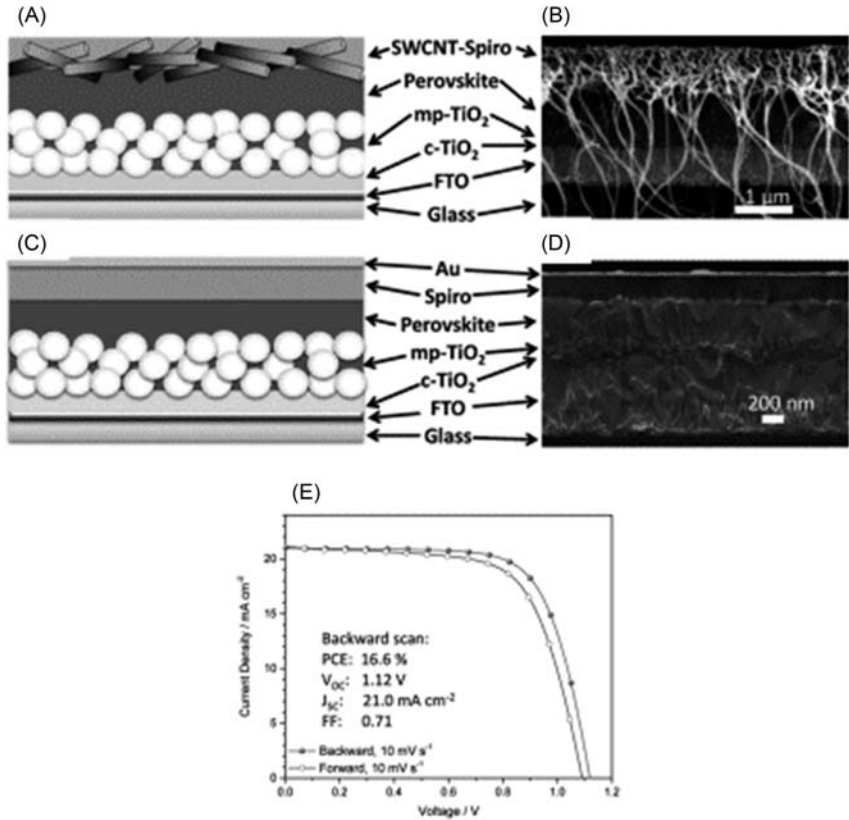 (A)
(B)
SWCNT-Spiro
Perovskite
mp-TiO₂
c-TiO₂
FTO
Glass
1 μm
(C)
(D)
Au
Spiro
Perovskite
mp-TiO₂
c-TiO₂
FTO
Glass
200 nm
(E)
Current Density / mA cm⁻²
20
15
10
5
0
Backward scan:
PCE: 16.6 %
V_OC: 1.12 V
J_SC: 21.0 mA cm⁻²
FF: 0.71
Backward, 10 mV s⁻¹
Forward, 10 mV s⁻¹
0.0 0.2 0.4 0.6 0.8 1.0 1.2
Voltage / V